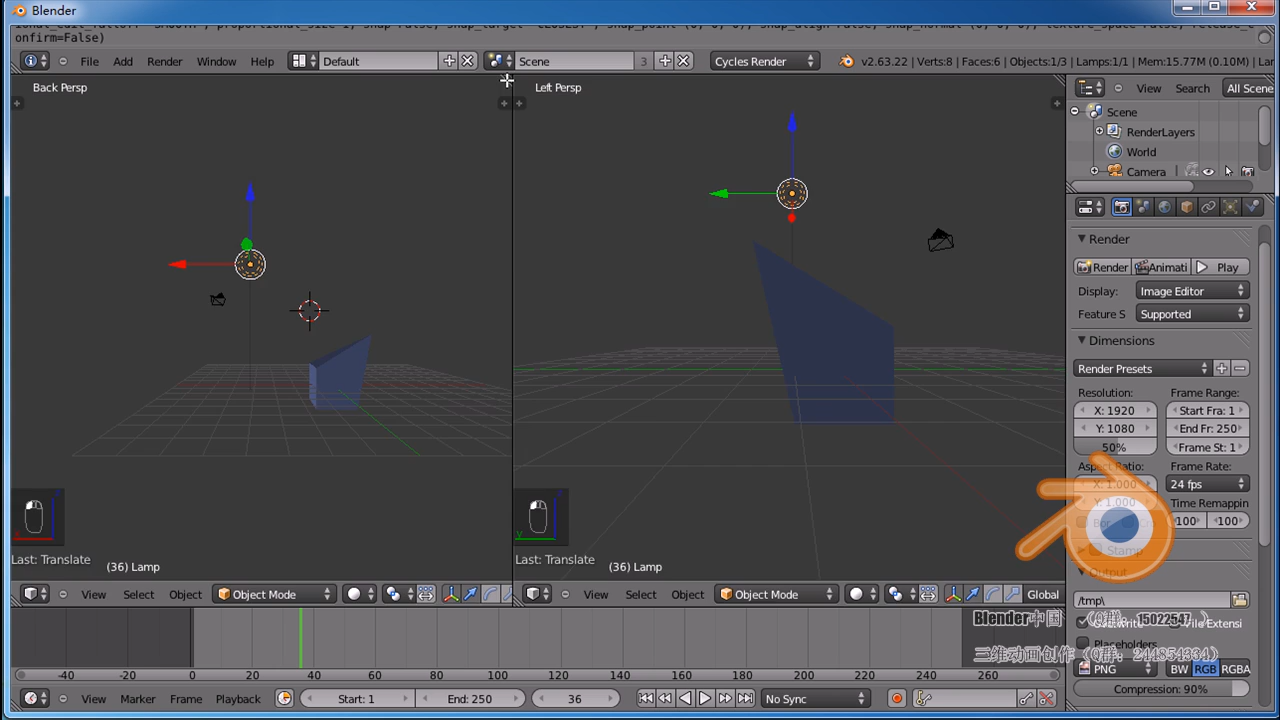 Blender
onfirm=False)
File Add Render Window Help Default Scene 3 Cycles Render v2.63.22 | Verts:8 | Faces:6 | Objects:1/3 | Lamps:1/1 | Mem:15.77M (0.10M) | Lar
Back Persp
Left Persp
View Search All Scene
Scene
RenderLayers
World
Camera
Render
Render Animati Play
Display: Image Editor
Feature S Supported
Dimensions
Render Presets
Resolution: Frame Range:
X: 1920 Start Fra: 1
Y: 1080 End Fr: 250
50% Frame St: 1
Aspect Ratio: Frame Rate:
X: 1.000 24 fps
Y: 1.000 Time Remappin
100 100
Stamp
Output
/tmp\
File Extensi
Placeholders
PNG BW RGB RGBA
Compression: 90%
Last: Translate
(36) Lamp
Last: Translate
(36) Lamp
View Select Object Object Mode
View Select Object Object Mode Global
-40 -20 0 20 40 60 80 100 120 140 160 180 200 220 240 260
View Marker Frame Playback Start: 1 End: 250 36 No Sync
Blender中国 (Q群: 15022547 )
三维动画创作 (Q群: 244854334)